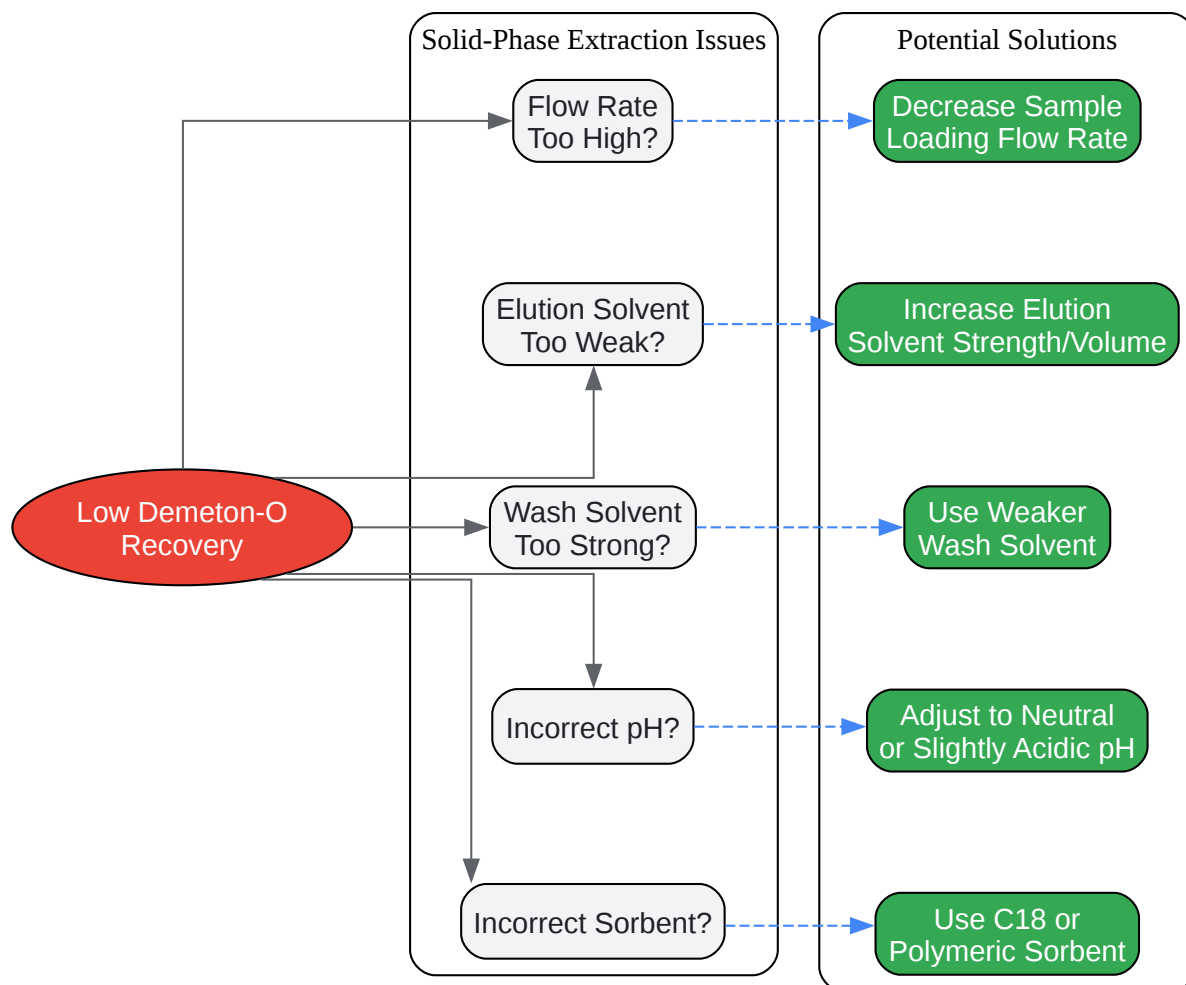 Solid-Phase Extraction Issues
Potential Solutions
Flow Rate
Too High?
Decrease Sample
Loading Flow Rate
Elution Solvent
Too Weak?
Increase Elution
Solvent Strength/Volume
Low Demeton-O
Recovery
Wash Solvent
Too Strong?
Use Weaker
Wash Solvent
Incorrect pH?
Adjust to Neutral
or Slightly Acidic pH
Incorrect Sorbent?
Use C18 or
Polymeric Sorbent